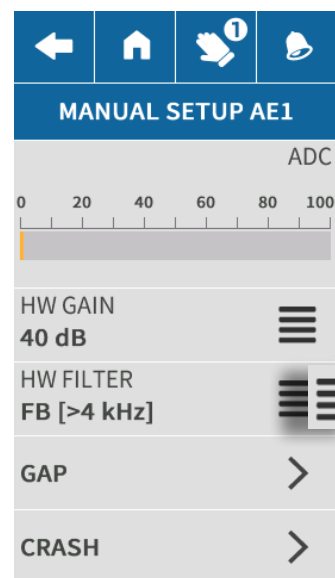 1
MANUAL SETUP AE1
ADC
0 20 40 60 80 100
HW GAIN
40 dB
HW FILTER
FB [>4 kHz]
GAP
CRASH